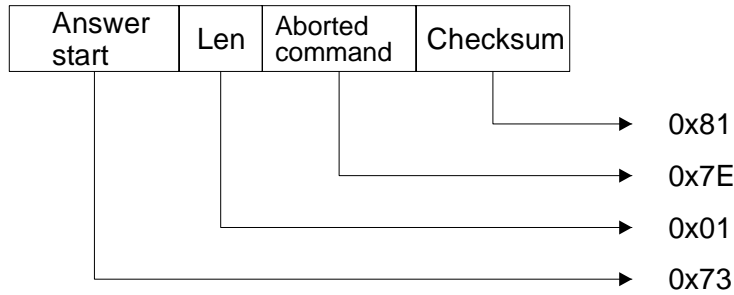 Answer
start
Len
Aborted
command
Checksum
0x81
0x7E
0x01
0x73